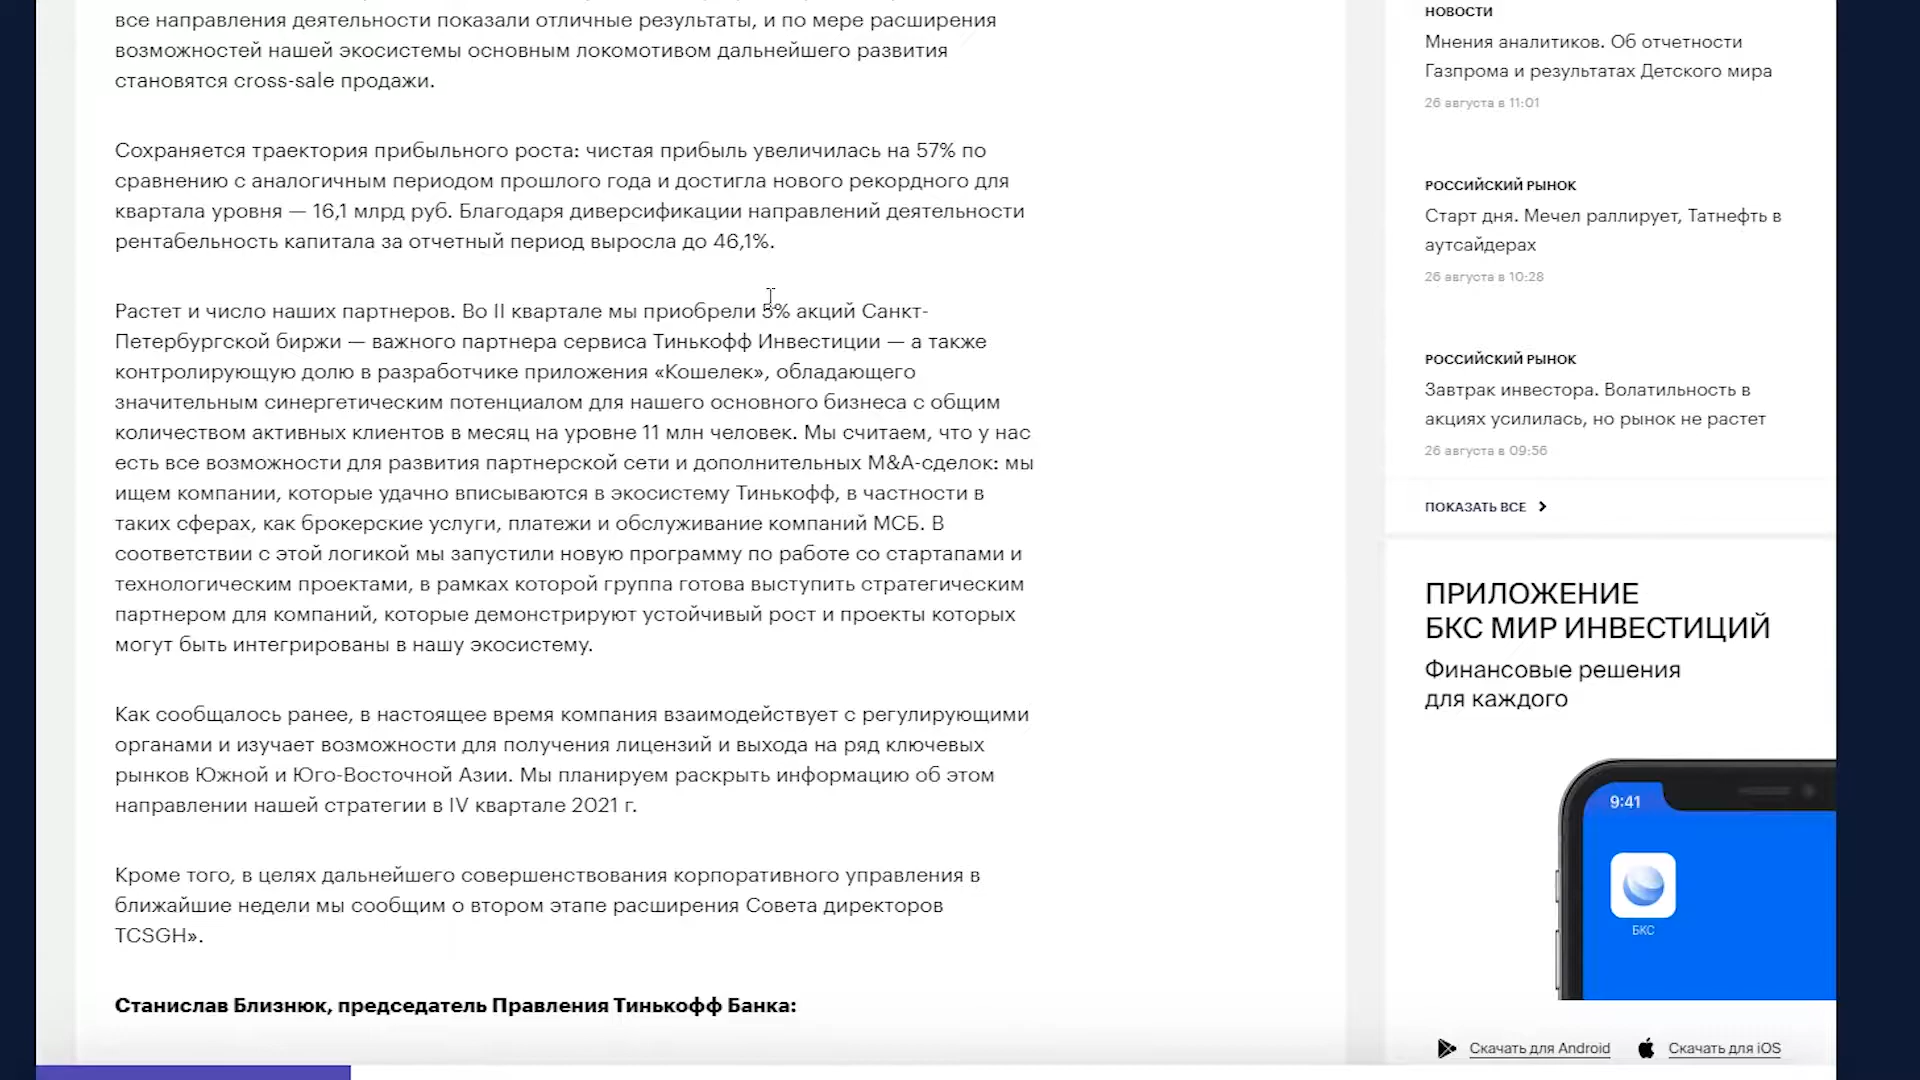 все направления деятельности показали отличные результаты, и по мере расширения
возможностей нашей экосистемы основным локомотивом дальнейшего развития
становятся cross-sale продажи.
Сохраняется траектория прибыльного роста: чистая прибыль увеличилась на 57% по
сравнению с аналогичным периодом прошлого года и достигла нового рекордного для
квартала уровня — 16,1 млрд руб. Благодаря диверсификации направлений деятельности
рентабельность капитала за отчетный период выросла до 46,1%.
Растет и число наших партнеров. Во II квартале мы приобрели 5% акций Санкт-
Петербургской биржи — важного партнера сервиса Тинькофф Инвестиции — а также
контролирующую долю в разработчике приложения «Кошелек», обладающего
значительным синергетическим потенциалом для нашего основного бизнеса с общим
количеством активных клиентов в месяц на уровне 11 млн человек. Мы считаем, что у нас
есть все возможности для развития партнерской сети и дополнительных M&A-сделок: мы
ищем компании, которые удачно вписываются в экосистему Тинькофф, в частности в
таких сферах, как брокерские услуги, платежи и обслуживание компаний МСБ. В
соответствии с этой логикой мы запустили новую программу по работе со стартапами и
технологическим проектами, в рамках которой группа готова выступить стратегическим
партнером для компаний, которые демонстрируют устойчивый рост и проекты которых
могут быть интегрированы в нашу экосистему.
Как сообщалось ранее, в настоящее время компания взаимодействует с регулирующими
органами и изучает возможности для получения лицензий и выхода на ряд ключевых
рынков Южной и Юго-Восточной Азии. Мы планируем раскрыть информацию об этом
направлении нашей стратегии в IV квартале 2021 г.
Кроме того, в целях дальнейшего совершенствования корпоративного управления в
ближайшие недели мы сообщим о втором этапе расширения Совета директоров
TCSGH».
Станислав Близнюк, председатель Правления Тинькофф Банка:
НОВОСТИ
Мнения аналитиков. Об отчетности
Газпрома и результатах Детского мира
26 августа в 11:01
РОССИЙСКИЙ РЫНОК
Старт дня. Мечел раллирует, Татнефть в
аутсайдерах
26 августа в 10:28
РОССИЙСКИЙ РЫНОК
Завтрак инвестора. Волатильность в
акциях усилилась, но рынок не растет
26 августа в 09:56
ПОКАЗАТЬ ВСЕ
ПРИЛОЖЕНИЕ
БКС МИР ИНВЕСТИЦИЙ
Финансовые решения
для каждого
9:41
БКС
Скачать для Android
Скачать для iOS